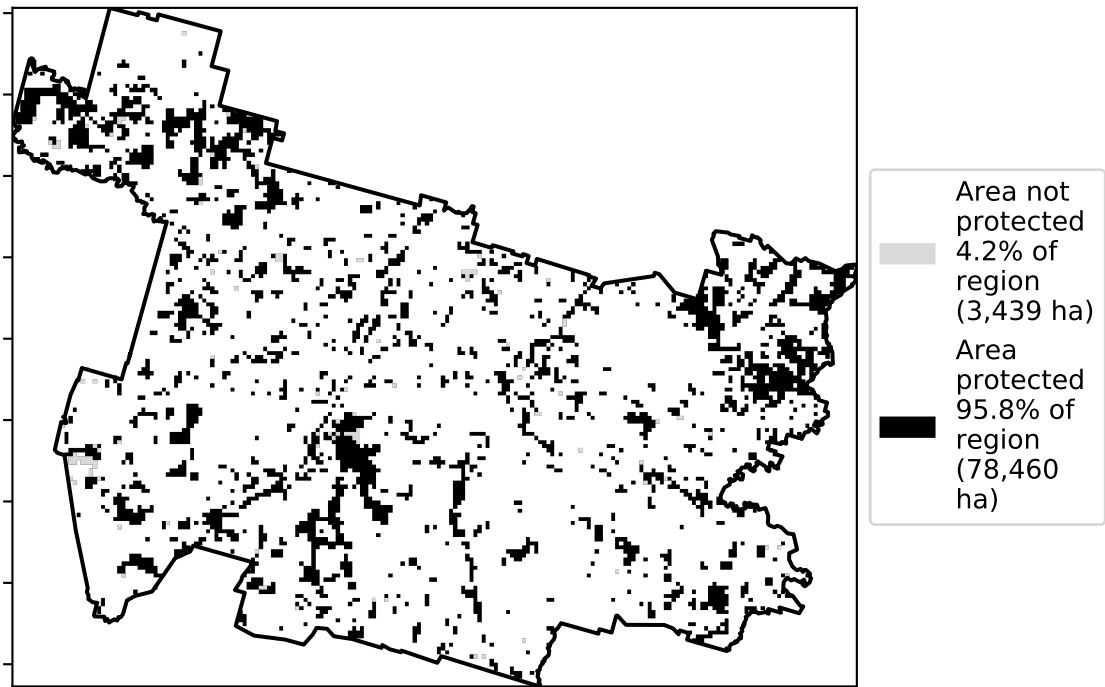 Area not
protected
4.2% of
region
(3,439 ha)
Area
protected
95.8% of
region
(78,460
ha)